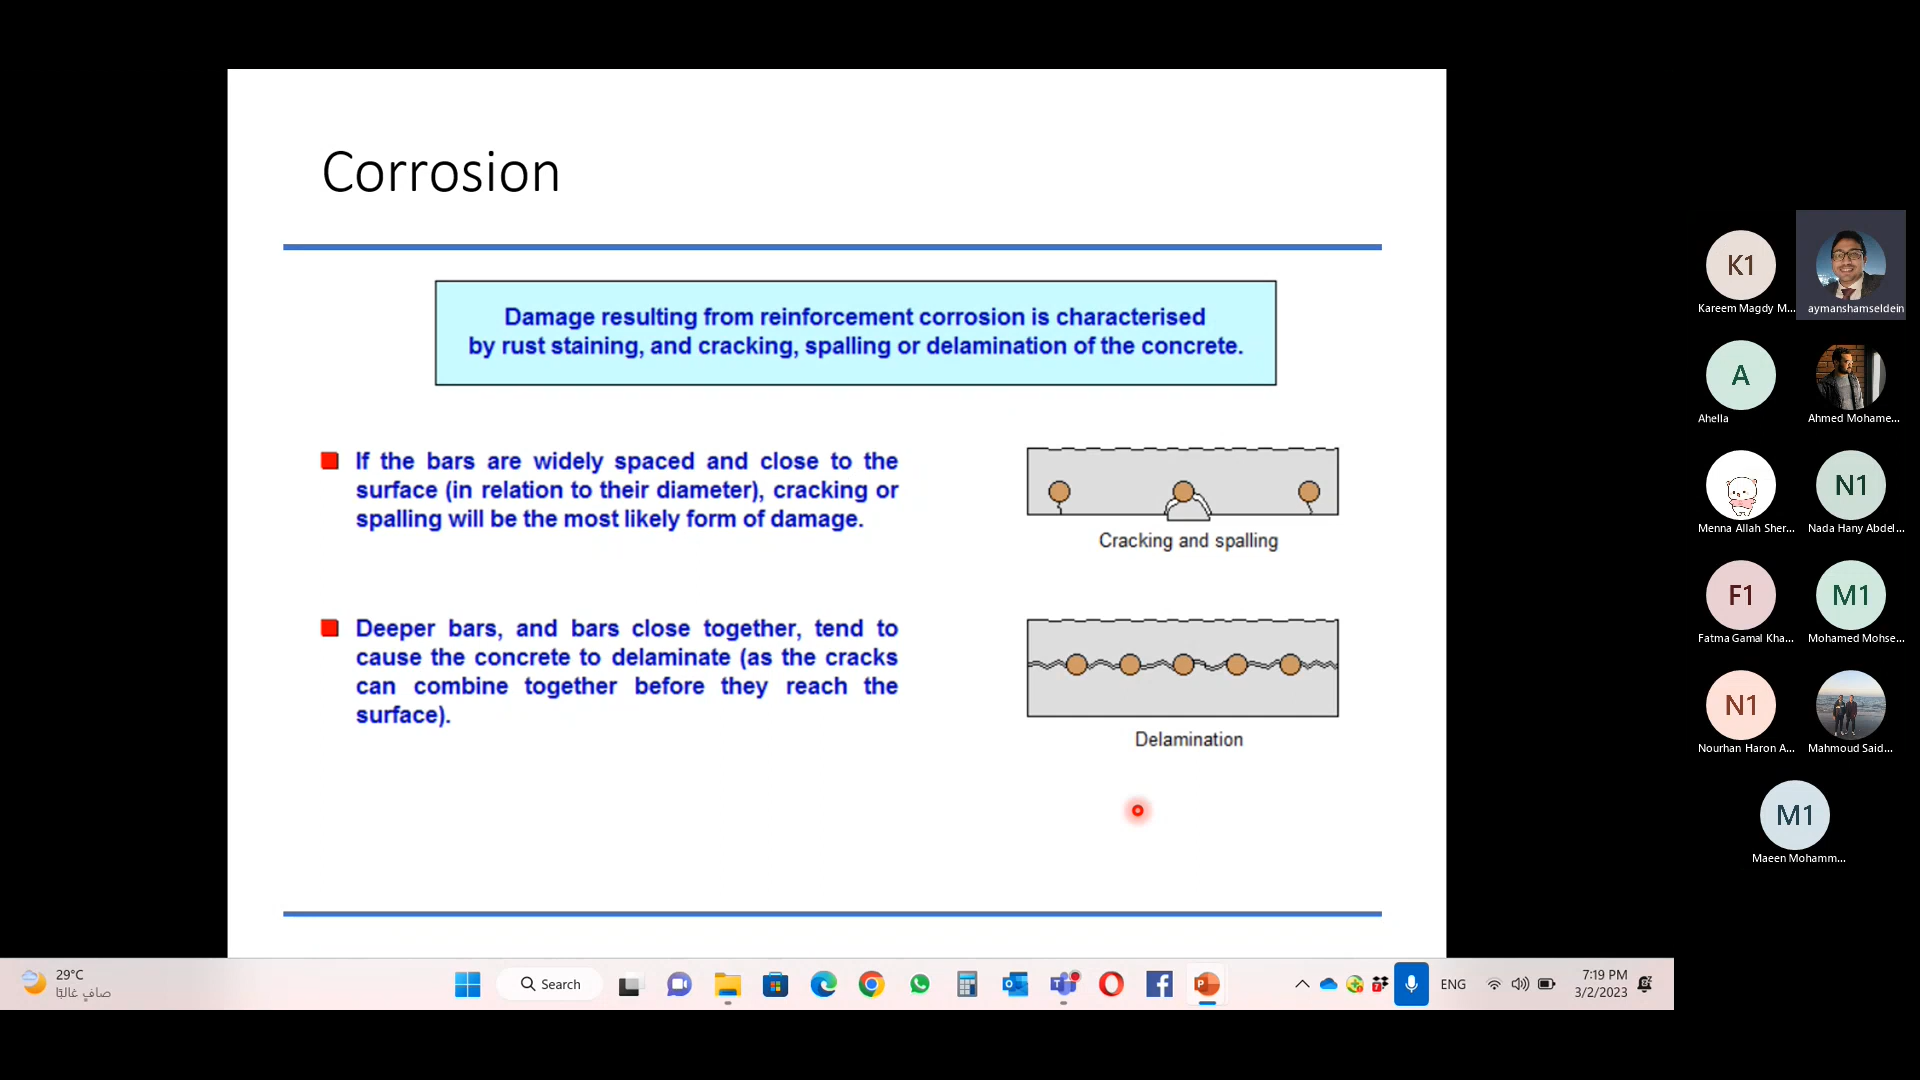 Corrosion
Damage resulting from reinforcement corrosion is characterised
by rust staining, and cracking, spalling or delamination of the concrete.
If the bars are widely spaced and close to the
surface (in relation to their diameter), cracking or
spalling will be the most likely form of damage.
Cracking and spalling
Deeper bars, and bars close together, tend to
cause the concrete to delaminate (as the cracks
can combine together before they reach the
surface).
Delamination
K1
Kareem Magdy M...
aymanshamseldein
A
Ahella
Ahmed Mohame...
Menna Allah Sher...
N1
Nada Hany Abdel...
F1
Fatma Gamal Kha...
M1
Mohamed Mohse...
N1
Nourhan Haron A...
Mahmoud Said...
M1
Maeen Mohamm...
29°C
صافٍ غالبًا
Search
ENG
7:19 PM
3/2/2023